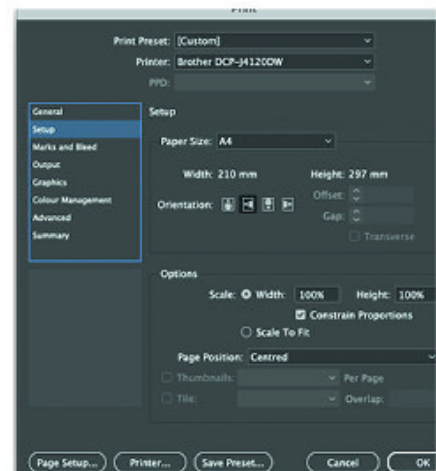 Print
Print Preset: [Custom]
Printer: Brother DCP-J4120DW
PPD:
General
Setup
Marks and Bleed
Output
Graphics
Colour Management
Advanced
Summary
Setup
Paper Size: A4
Width: 210 mm Height: 297 mm
Orientation: Offset:
Gap:
Transverse
Options
Scale: Width: 100% Height: 100%
Constrain Proportions
Scale To Fit
Page Position: Centred
Thumbnails: Per Page
Tile: Overlap:
Page Setup... Printer... Save Preset... Cancel OK